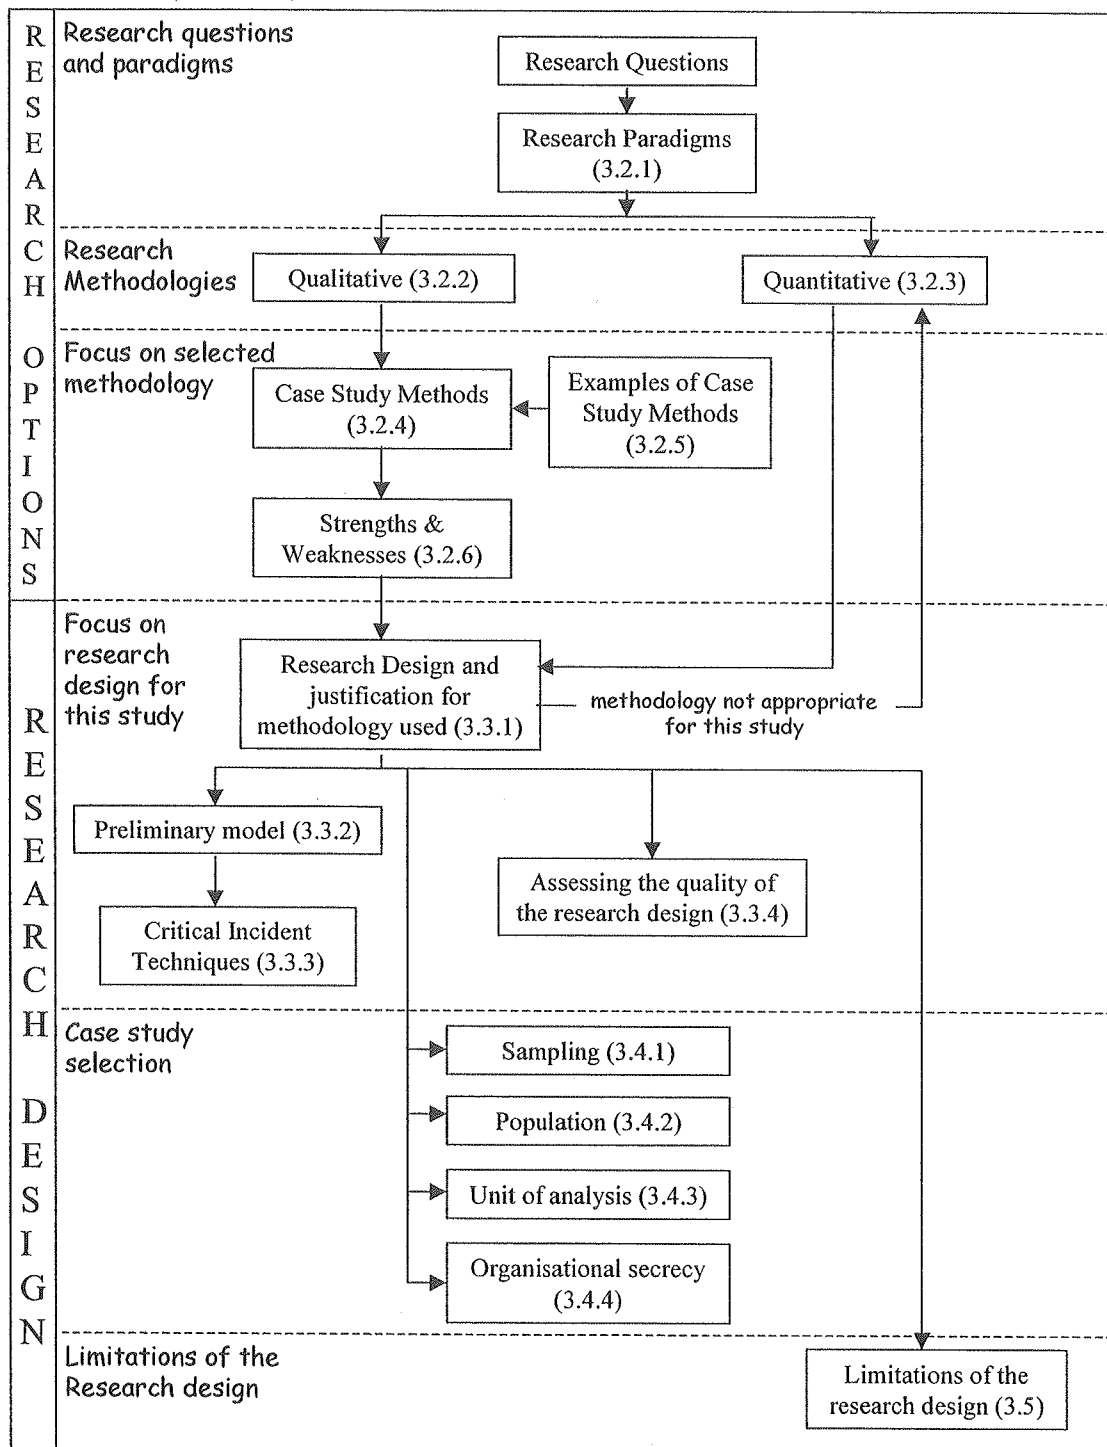 RESEARCH OPTIONS
Research questions
and paradigms
Research Questions
Research Paradigms
(3.2.1)
Research
Methodologies
Qualitative (3.2.2)
Quantitative (3.2.3)
Focus on selected
methodology
Case Study Methods
(3.2.4)
Examples of Case
Study Methods
(3.2.5)
Strengths &
Weaknesses (3.2.6)
RESEARCH DESIGN
Focus on
research
design for
this study
Research Design and
justification for
methodology used (3.3.1)
methodology not appropriate
for this study
Preliminary model (3.3.2)
Critical Incident
Techniques (3.3.3)
Assessing the quality of
the research design (3.3.4)
Case study
selection
Sampling (3.4.1)
Population (3.4.2)
Unit of analysis (3.4.3)
Organisational secrecy
(3.4.4)
Limitations of the
Research design
Limitations of the
research design (3.5)